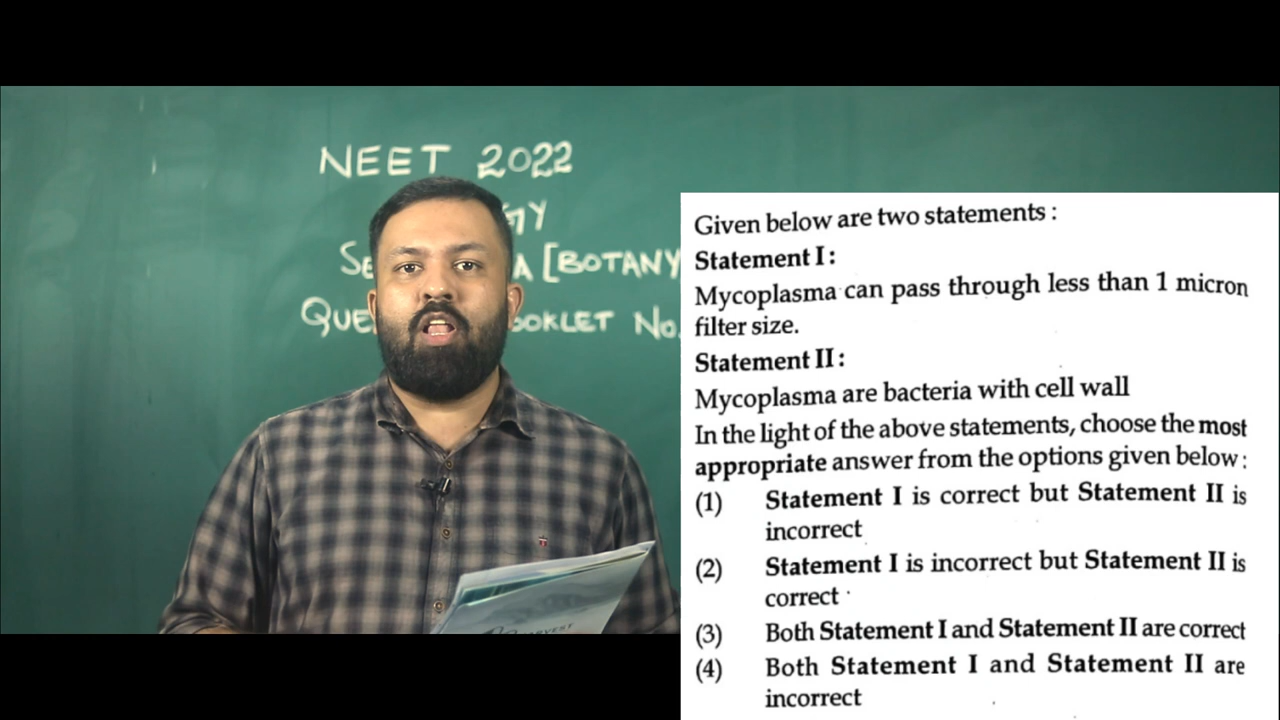 NEET 2022
GY
A [BOTANY
BOOKLET NO.
Given below are two statements :
Statement I :
Mycoplasma can pass through less than 1 micron
filter size.
Statement II :
Mycoplasma are bacteria with cell wall
In the light of the above statements, choose the most
appropriate answer from the options given below :
(1) Statement I is correct but Statement II is
incorrect
(2) Statement I is incorrect but Statement II is
correct
(3) Both Statement I and Statement II are correct
(4) Both Statement I and Statement II are
incorrect